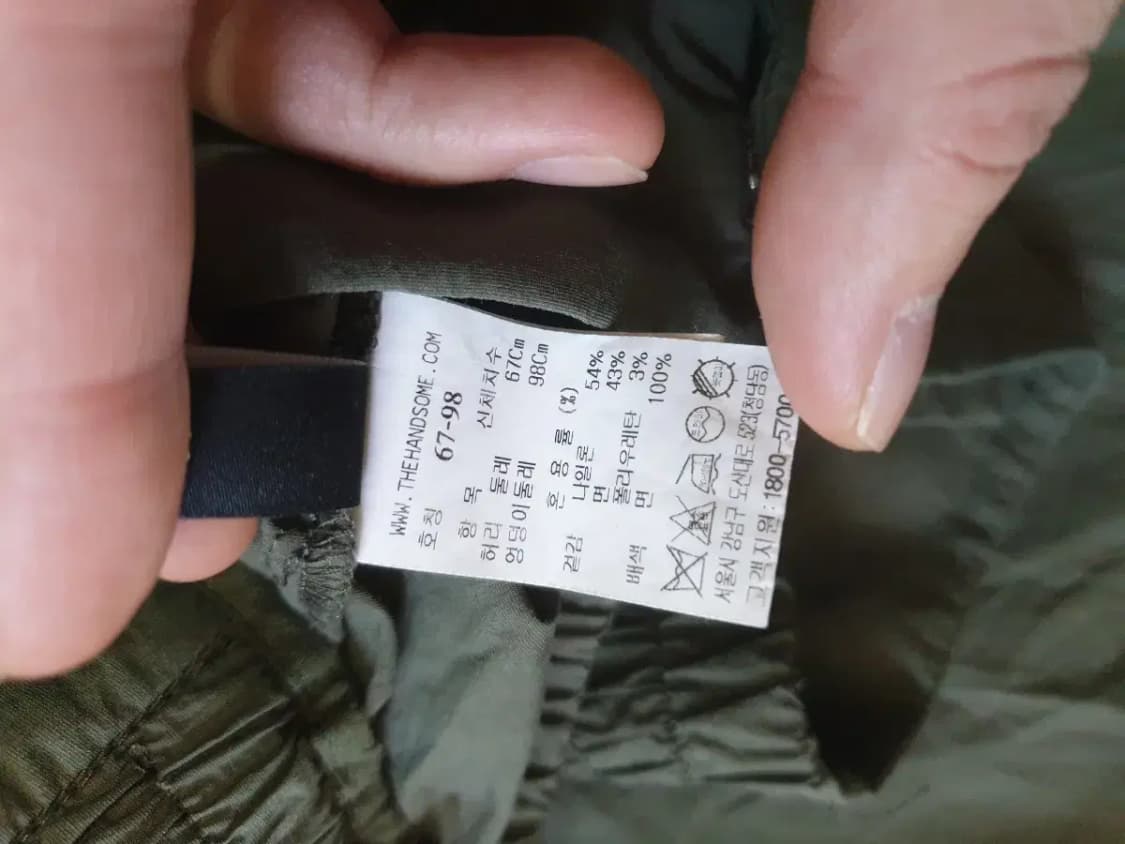 WWW.THEHANDSOME.COM
호칭 67-98
항 목 신체치수
허리 둘레 67Cm
엉덩이둘레 98Cm
혼 용 률 (%)
겉감 나일론 54%
면 43%
폴리우레탄 3%
배색 면 100%
서울시 강남구 도산대로 523(청담동)
고객지원:1800-5700